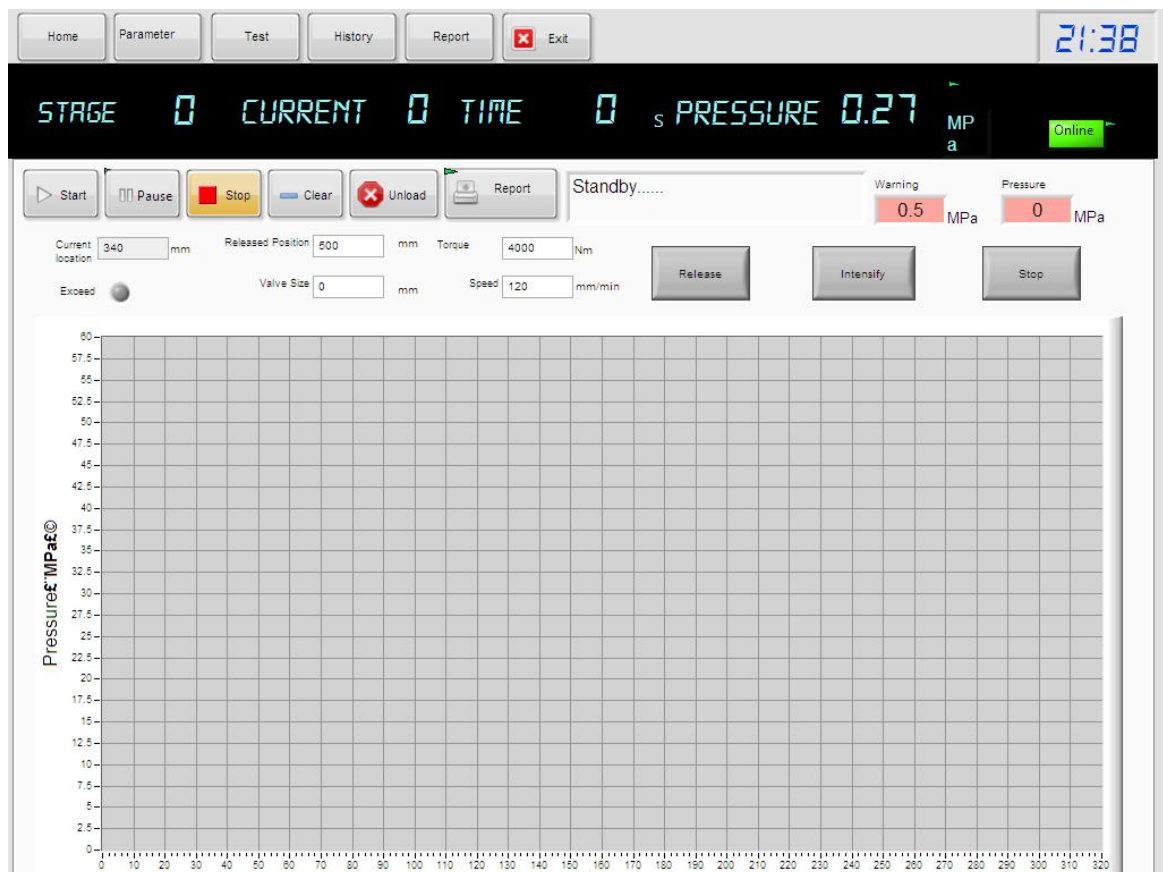 Home Parameter Test History Report Exit 21:38
STAGE 0 CURRENT 0 TIME 0 s PRESSURE 0.27 MP
a
Online
Start Pause Stop Clear Unload Report Standby......
Warning Pressure
0.5 MPa 0 MPa
Current
location 340 mm Released Position 500 mm Torque 4000 Nm
Release Intensify Stop
Exceed Valve Size 0 mm Speed 120 mm/min
Pressure£¨MPa£©
60
57.5
55
52.5
50
47.5
45
42.5
40
37.5
35
32.5
30
27.5
25
22.5
20
17.5
15
12.5
10
7.5
5
2.5
0
0 10 20 30 40 50 60 70 80 90 100 110 120 130 140 150 160 170 180 190 200 210 220 230 240 250 260 270 280 290 300 310 320